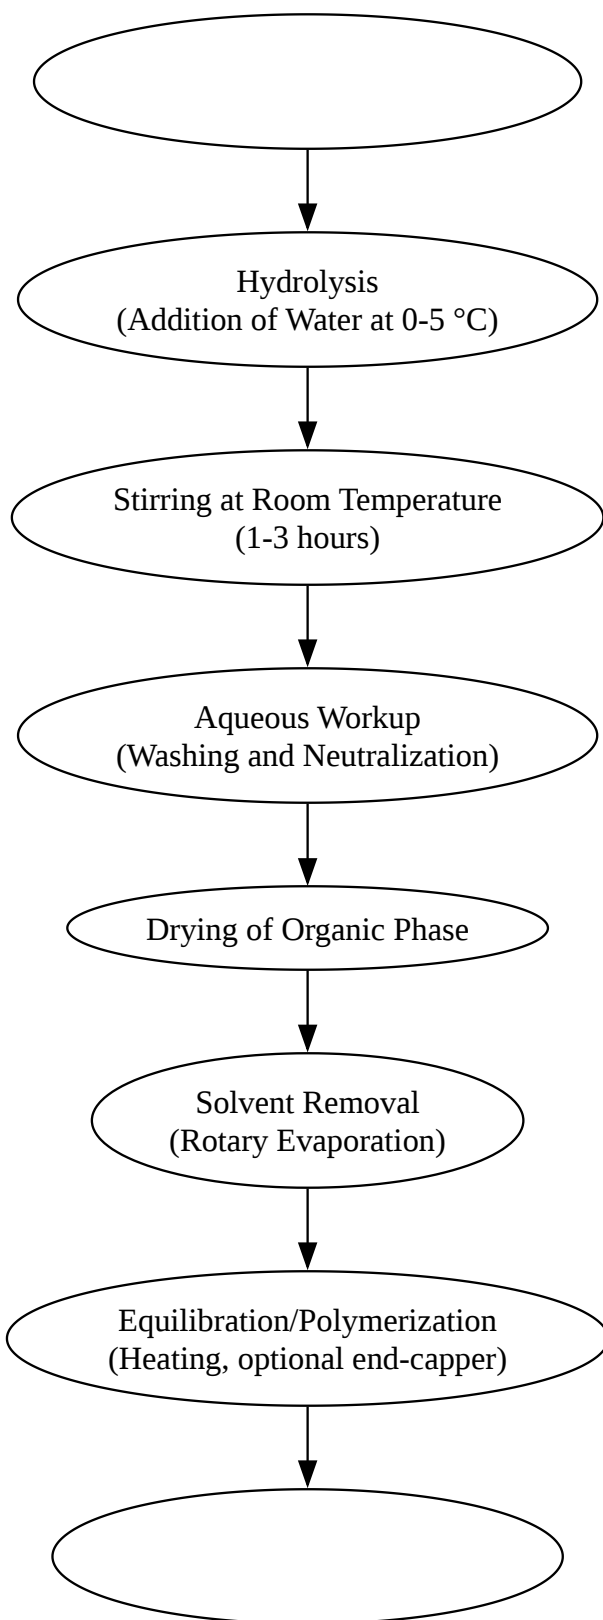 Hydrolysis
(Addition of Water at 0-5 °C)
Stirring at Room Temperature
(1-3 hours)
Aqueous Workup
(Washing and Neutralization)
Drying of Organic Phase
Solvent Removal
(Rotary Evaporation)
Equilibration/Polymerization
(Heating, optional end-capper)